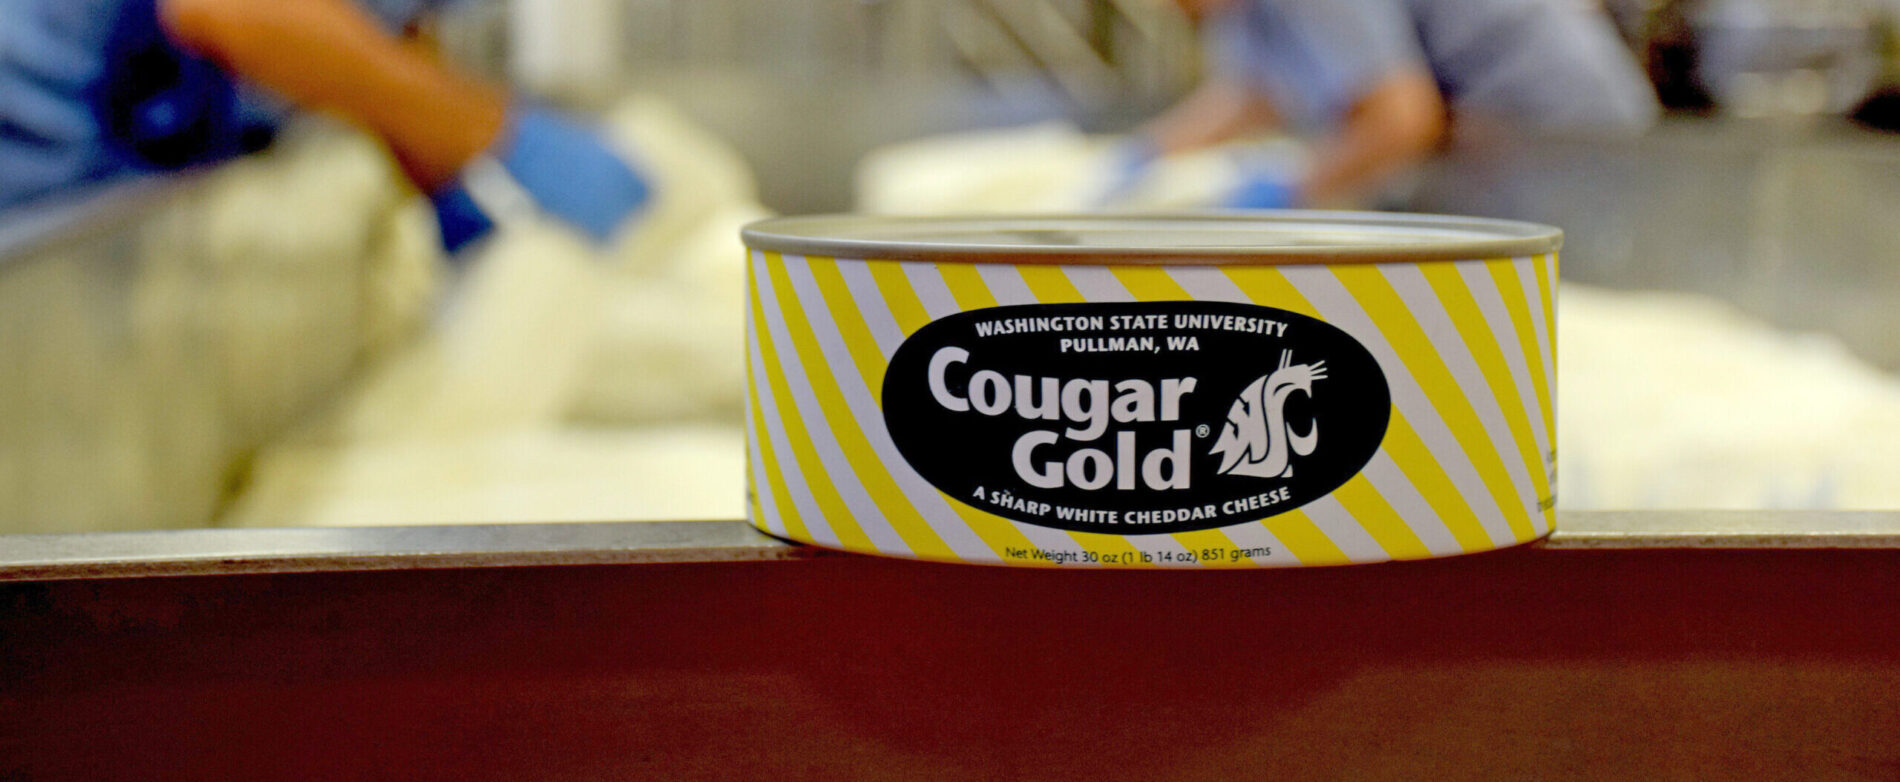 WASHINGTON STATE UNIVERSITY
PULLMAN, WA
Cougar
Gold®
WSC
A SHARP WHITE CHEDDAR CHEESE
Net Weight 30 oz (1 lb 14 oz) 851 grams